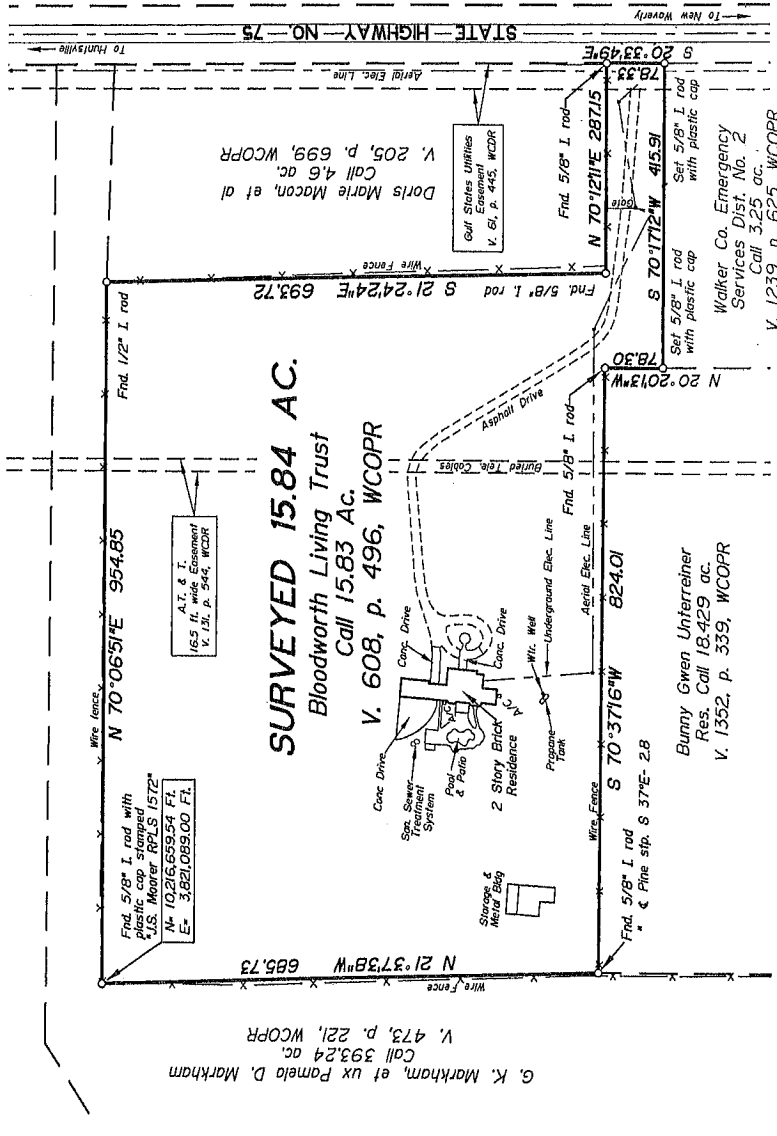 To New Waverly
STATE HIGHWAY NO. 75
To Huntsville
Aerial Elec. Line
S 20°33'49"E
78.33
Fnd. 5/8" I. rod
N 70°12'11"E 287.15
Gate
S 70°17'12"W 415.91
Set 5/8" I. rod
with plastic cap
Walker Co. Emergency
Services Dist. No. 2
Call 3.25 ac.
V. 1239, p. 625, WCOPR
Set 5/8" I. rod
with plastic cap
N 20°20'13"W
78.30
Doris Marie Macon, et al
Call 4.6 ac.
V. 205, p. 699, WCOPR
Gulf States Utilities
Easement
V. 61, p. 445, WCDR
Wire Fence
S 21°24'24"E 693.72
Fnd. 5/8" I. rod
Fnd. 1/2" I. rod
SURVEYED 15.84 AC.
Bloodworth Living Trust
Call 15.83 Ac.
V. 608, p. 496, WCOPR
Asphalt Drive
Buried Tele. Cables
Fnd. 5/8" I. rod
A.T. & T.
16.5 ft. wide Easement
V. 131, p. 544, WCDR
Wire fence
N 70°06'51"E 954.85
Fnd. 5/8" I. rod with
plastic cap stamped
"J.S. Moorer RPLS 1572"
N= 10,216,659.54 Ft.
E= 3,821,089.00 Ft.
Conc. Drive
Conc. Drive
Conc Drive
San. Sewer
Treatment
System
Pool
& Patio
A/C
A/C
2 Story Brick
Residence
Wtr. Well
Propane
Tank
Underground Elec. Line
Aerial Elec. Line
Storage &
Metal Bldg
S 70°37'16"W 824.01
Wire Fence
Fnd. 5/8" I. rod
" ℄ Pine stp. S 37°E- 2.8
N 21°37'38"W 685.73
Wire Fence
Bunny Gwen Unterreiner
Res. Call 18.429 ac.
V. 1352, p. 339, WCOPR
G. K. Markham, et ux Pamela D. Markham
Call 393.24 ac.
V. 473, p. 221, WCOPR